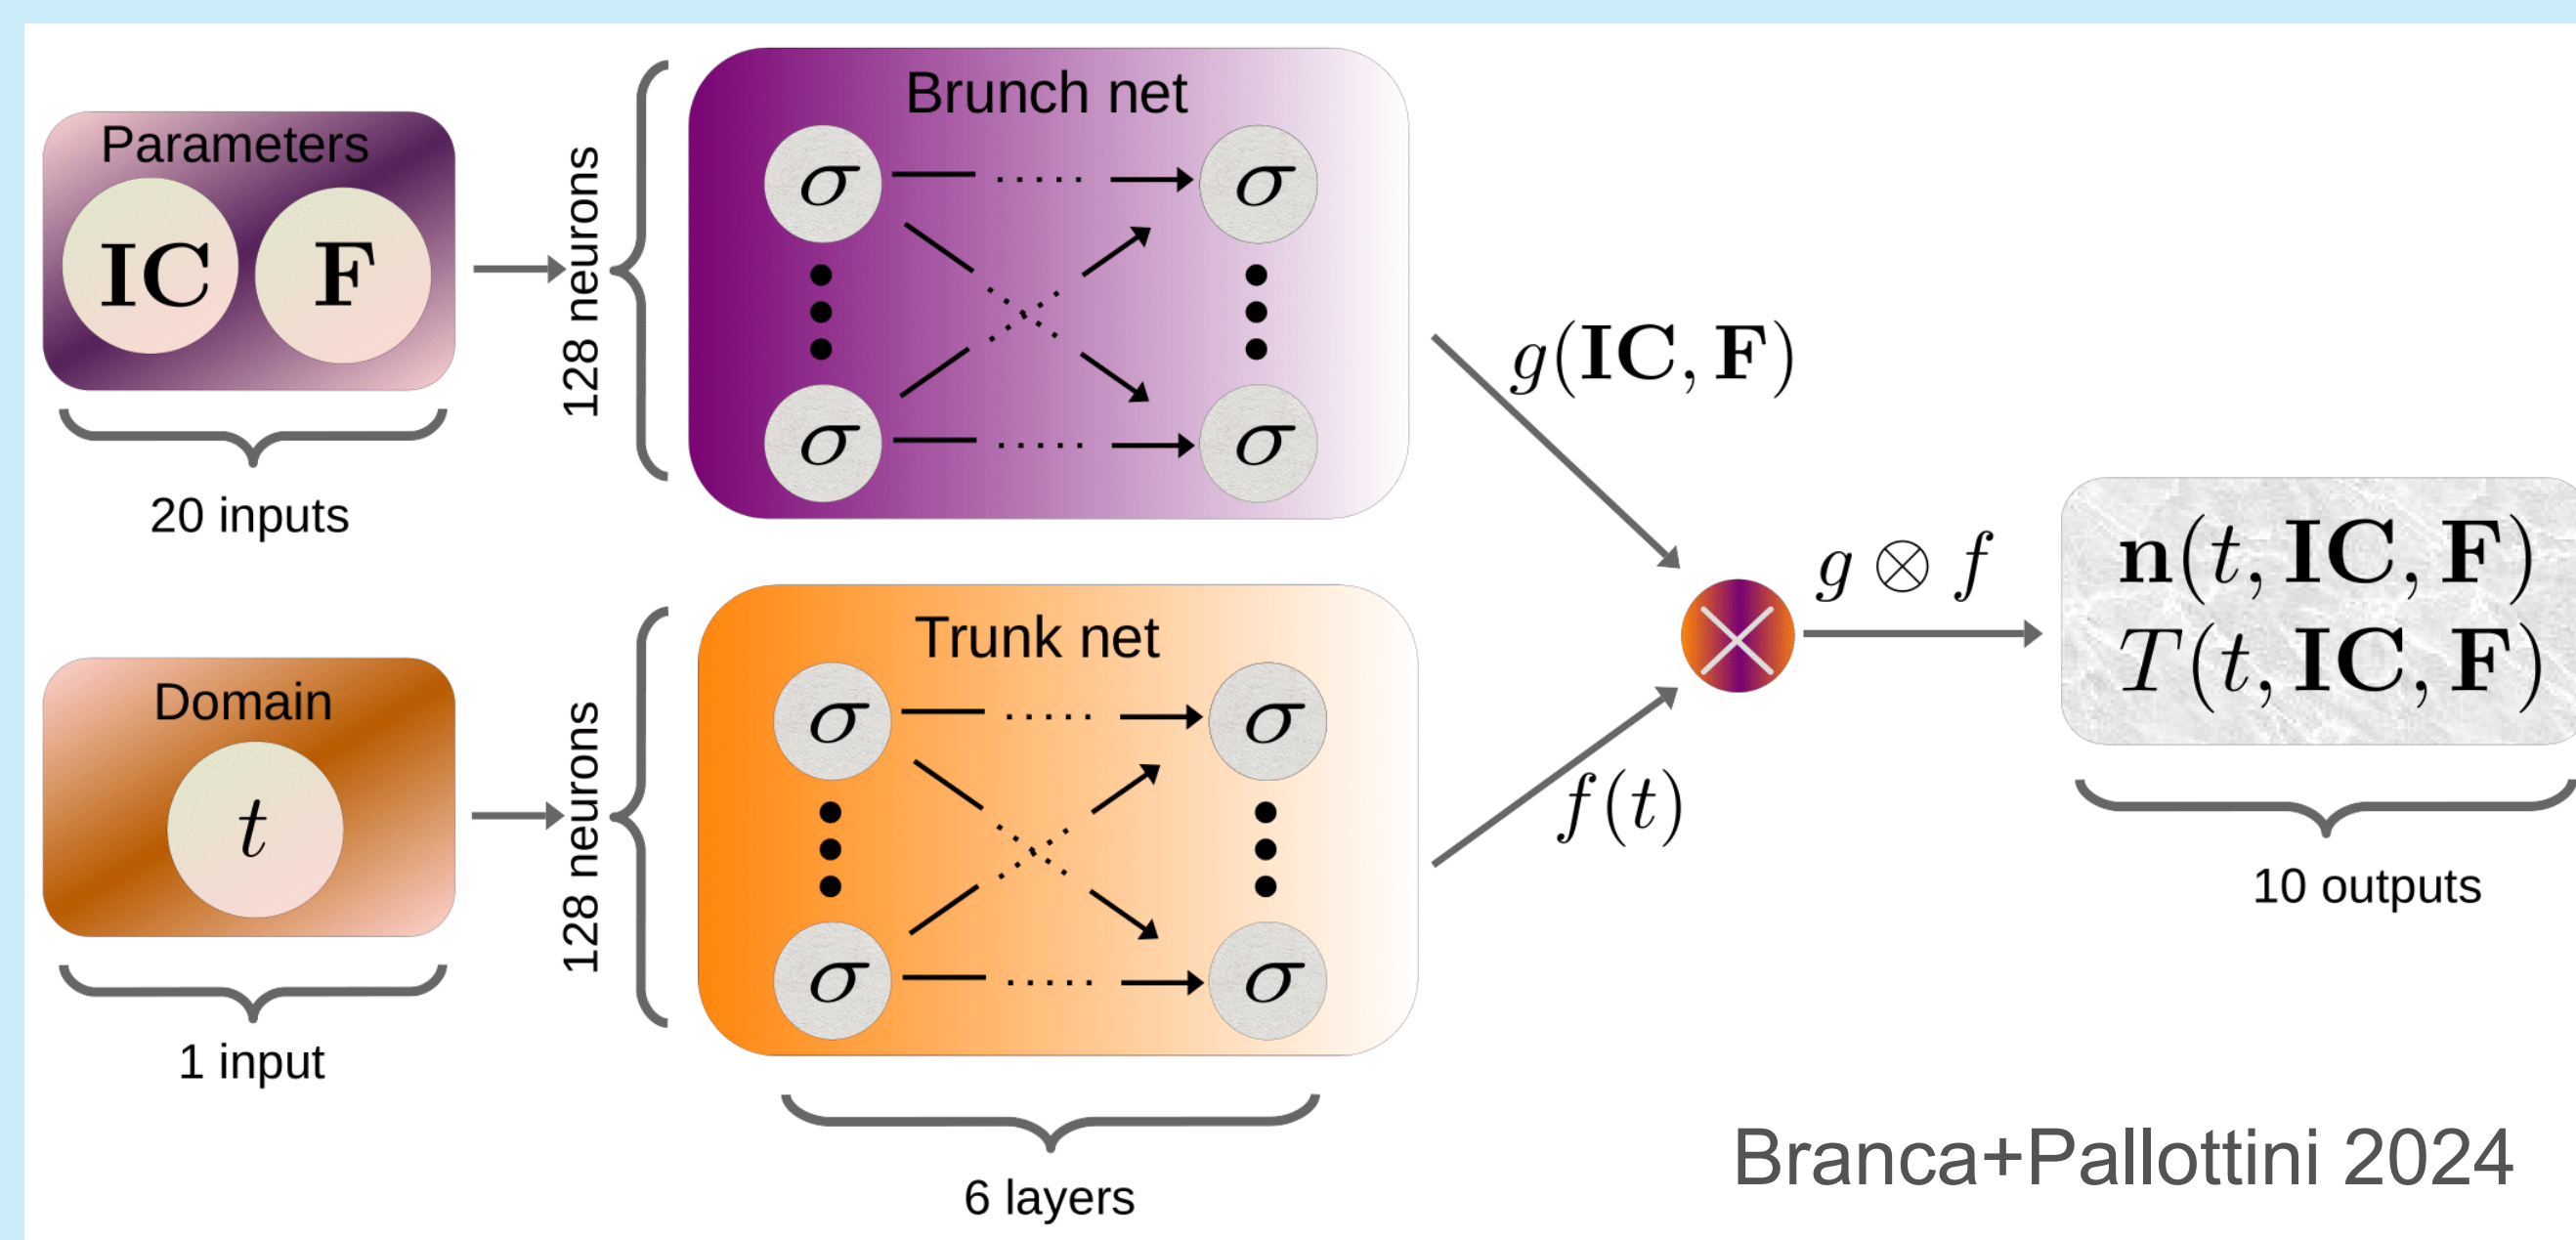 Parameters
IC F
20 inputs
128 neurons
Brunch net
σ σ
σ σ
g(IC, F)
Domain
t
1 input
128 neurons
Trunk net
σ σ
σ σ
6 layers
f(t)
g ⊗ f
n(t, IC, F)
T(t, IC, F)
10 outputs
Branca+Pallottini 2024